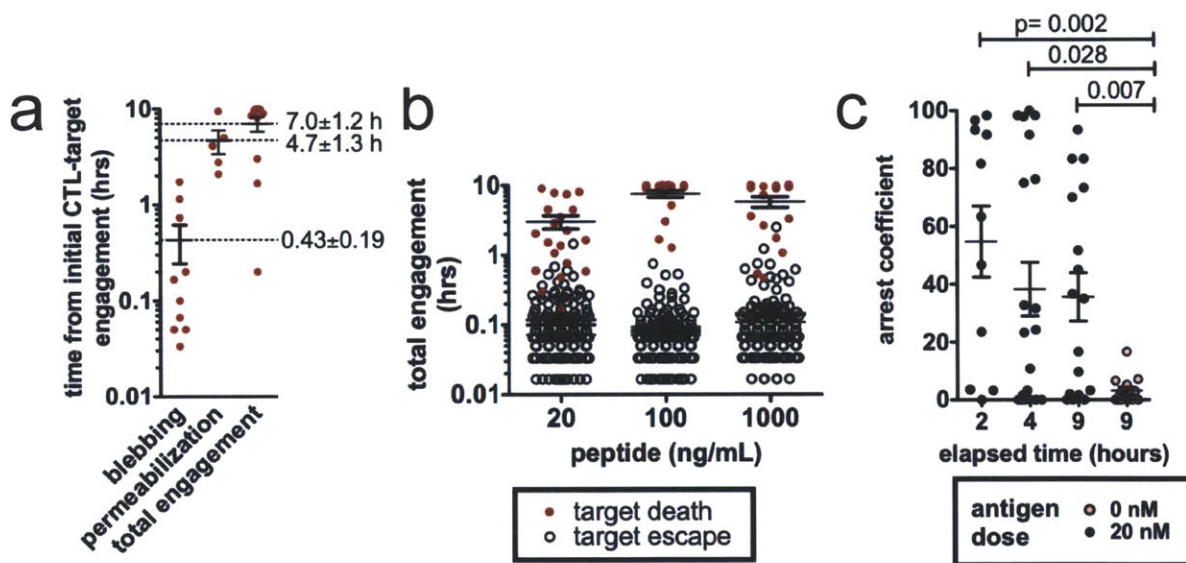 a
time from initial CTL-target
engagement (hrs)
10
1
0.1
0.01
7.0±1.2 h
4.7±1.3 h
0.43±0.19
blebbing
permeabilization
total engagement
b
total engagement
(hrs)
10
1
0.1
0.01
20 100 1000
peptide (ng/mL)
target death
target escape
c
p= 0.002
0.028
0.007
arrest coefficient
100
80
60
40
20
0
2 4 9 9
elapsed time (hours)
antigen
dose
0 nM
20 nM